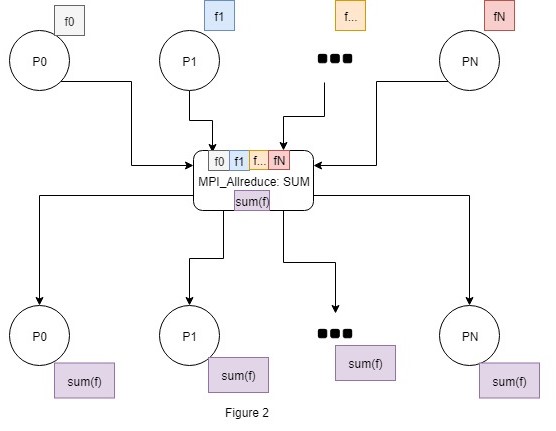 f0
f1
f...
fN
P0
P1
PN
f0 f1 f... fN
MPI_Allreduce: SUM
sum(f)
P0
P1
PN
sum(f)
sum(f)
sum(f)
sum(f)
Figure 2